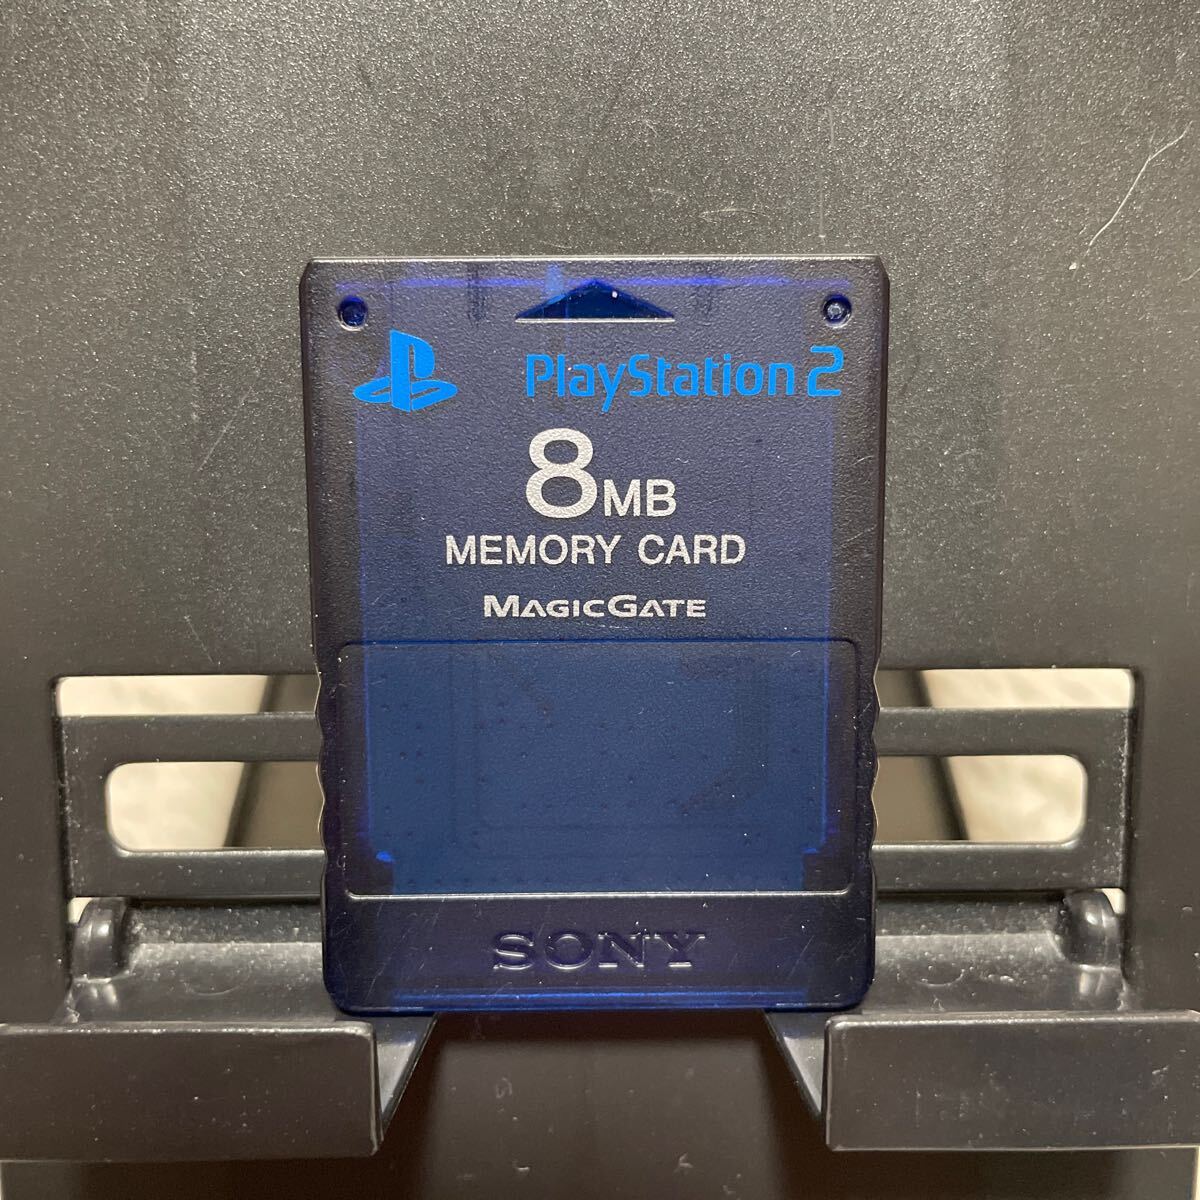 PlayStation 2
8MB
MEMORY CARD
MAGICGATE
SONY